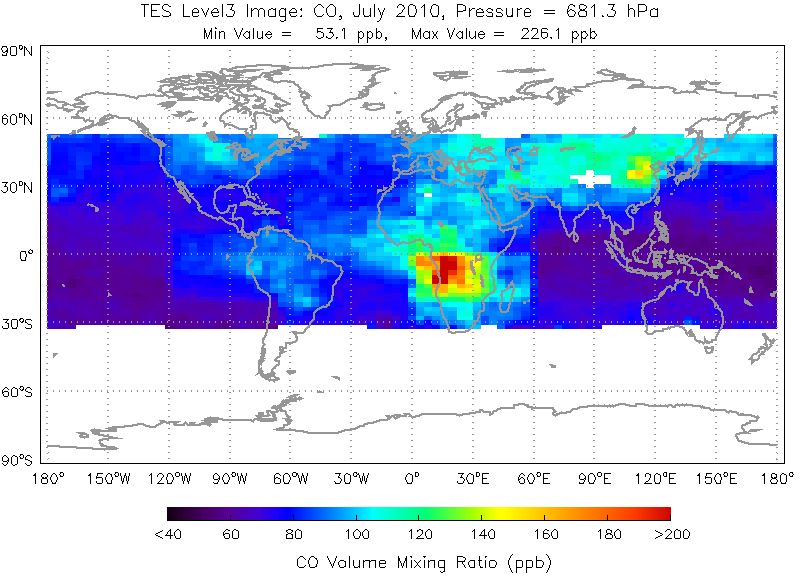 TES Level3 Image: CO, July 2010, Pressure = 681.3 hPa
Min Value = 53.1 ppb, Max Value = 226.1 ppb
90°N
60°N
30°N
0°
30°S
60°S
90°S
180° 150°W 120°W 90°W 60°W 30°W 0° 30°E 60°E 90°E 120°E 150°E 180°
<40 60 80 100 120 140 160 180 >200
CO Volume Mixing Ratio (ppb)